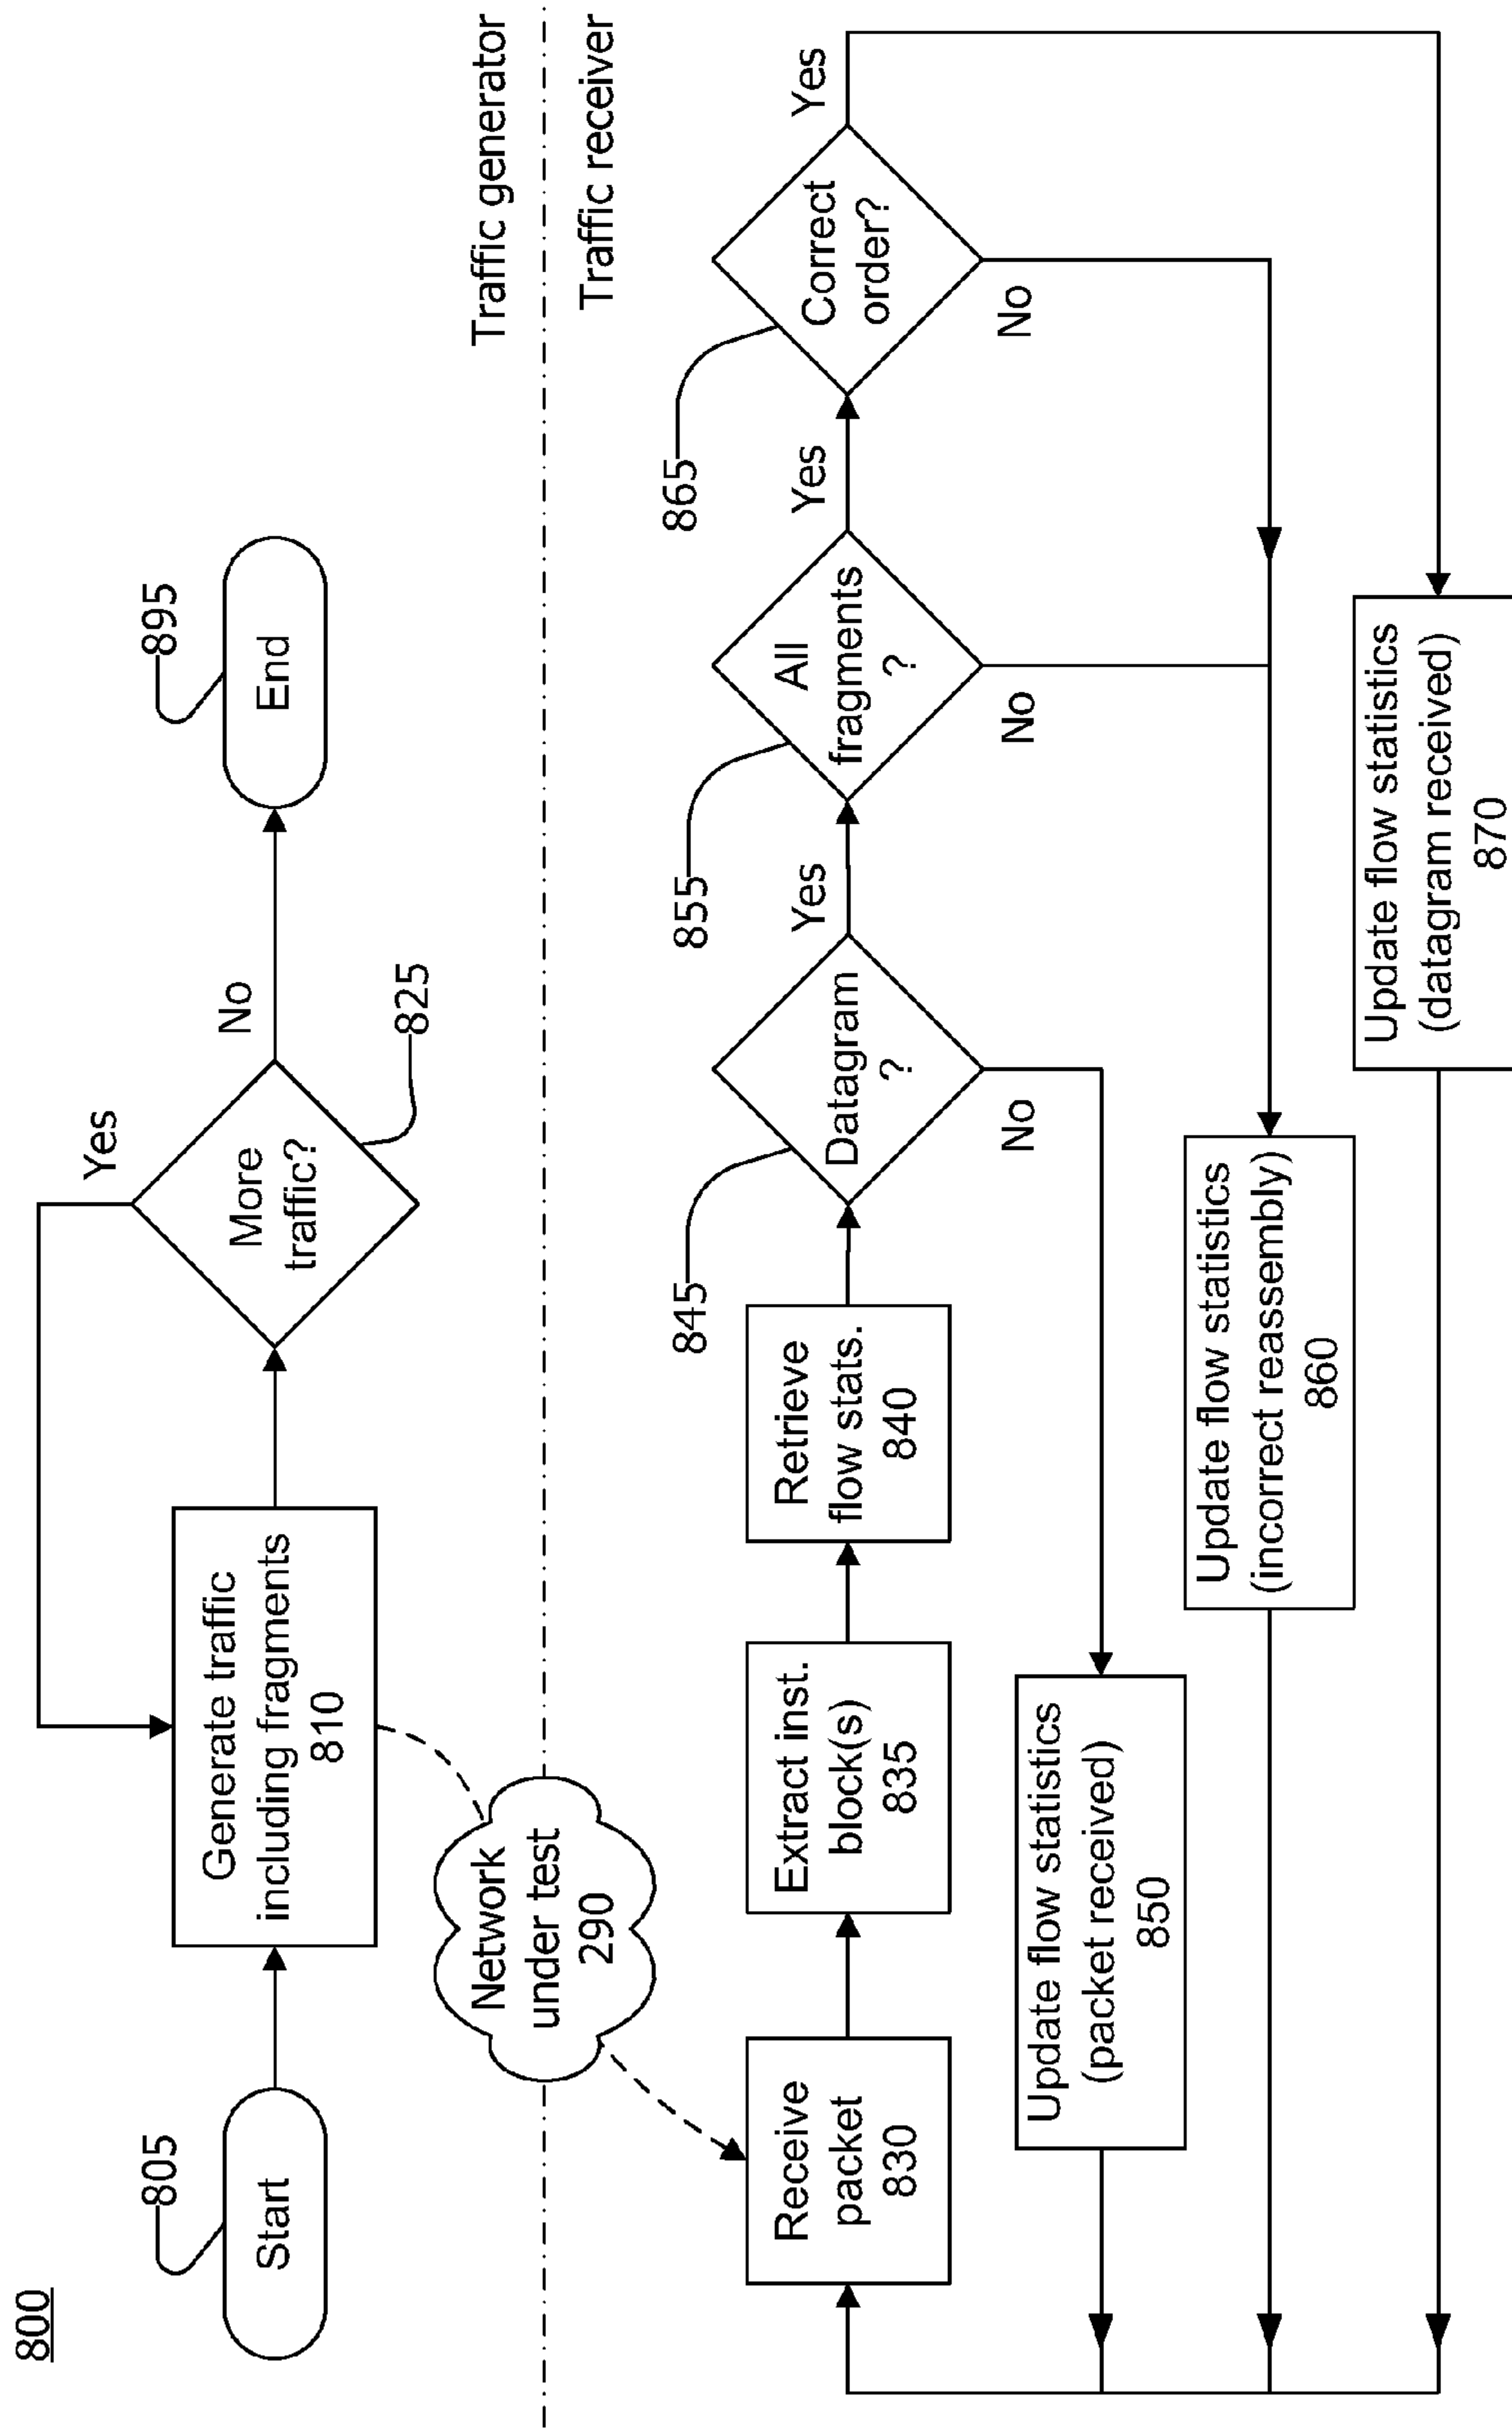 800
805
Start
Generate traffic
including fragments
810
Yes
More
traffic?
825
No
895
End
Traffic generator
Traffic receiver
Network
under test
290
Receive
packet
830
Extract inst.
block(s)
835
Retrieve
flow stats.
840
845
Datagram
?
Yes
No
855
All
fragments
?
Yes
No
865
Correct
order?
Yes
No
Update flow statistics
(packet received)
850
Update flow statistics
(incorrect reassembly)
860
Update flow statistics
(datagram received)
870